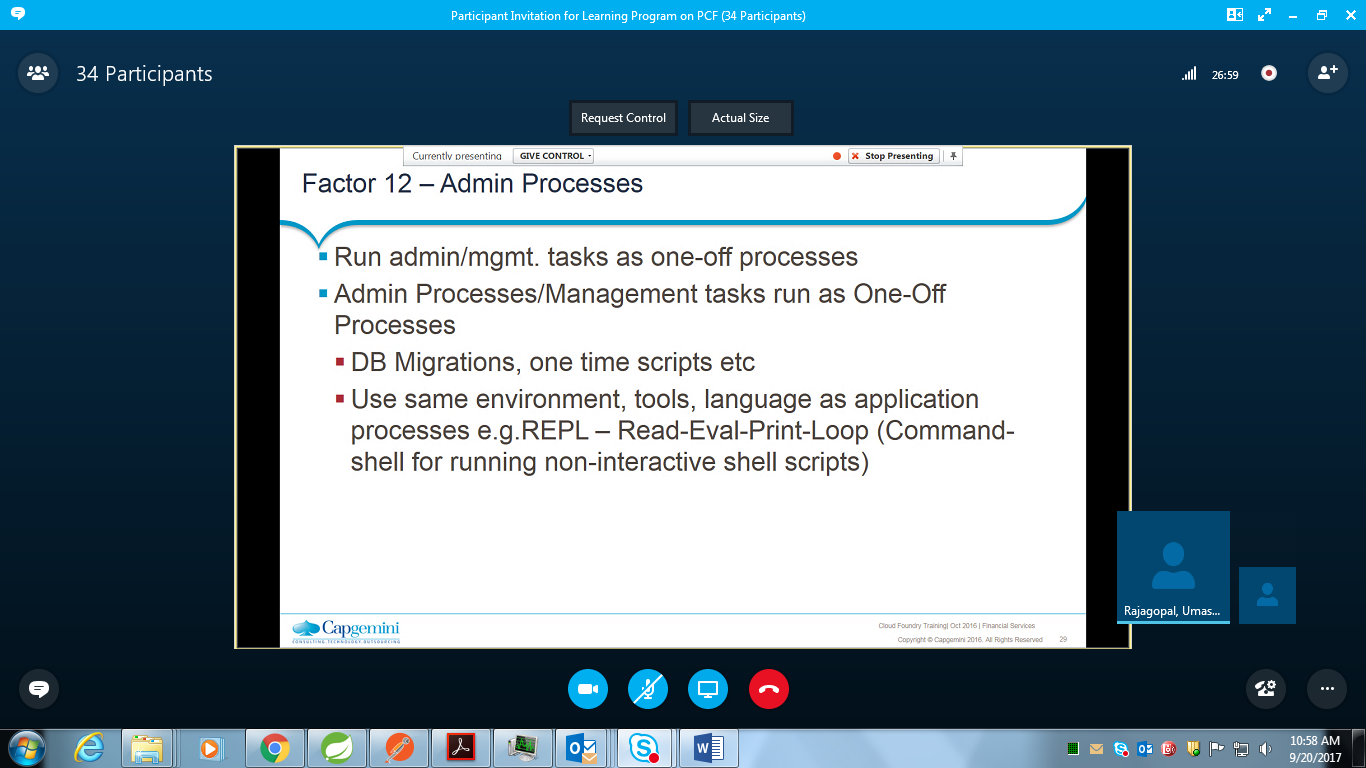 Participant Invitation for Learning Program on PCF (34 Participants)
34 Participants
26:59
Request Control
Actual Size
Currently presenting
GIVE CONTROL
Stop Presenting
Factor 12 – Admin Processes
Run admin/mgmt. tasks as one-off processes
Admin Processes/Management tasks run as One-Off
Processes
DB Migrations, one time scripts etc
Use same environment, tools, language as application
processes e.g.REPL – Read-Eval-Print-Loop (Command-
shell for running non-interactive shell scripts)
Rajagopal, Umas...
Capgemini
CONSULTING.TECHNOLOGY.OUTSOURCING
Cloud Foundry Training| Oct 2016 | Financial Services
Copyright © Capgemini 2016. All Rights Reserved
29
10:58 AM
9/20/2017